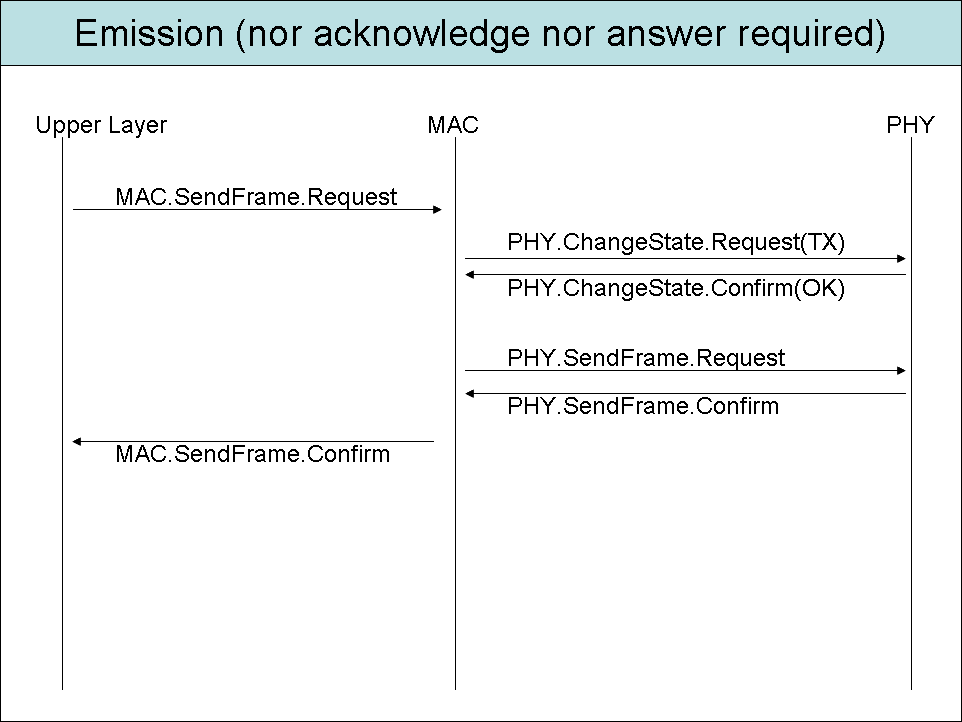 Emission (nor acknowledge nor answer required)
Upper Layer
MAC
PHY
MAC.SendFrame.Request
PHY.ChangeState.Request(TX)
PHY.ChangeState.Confirm(OK)
PHY.SendFrame.Request
PHY.SendFrame.Confirm
MAC.SendFrame.Confirm